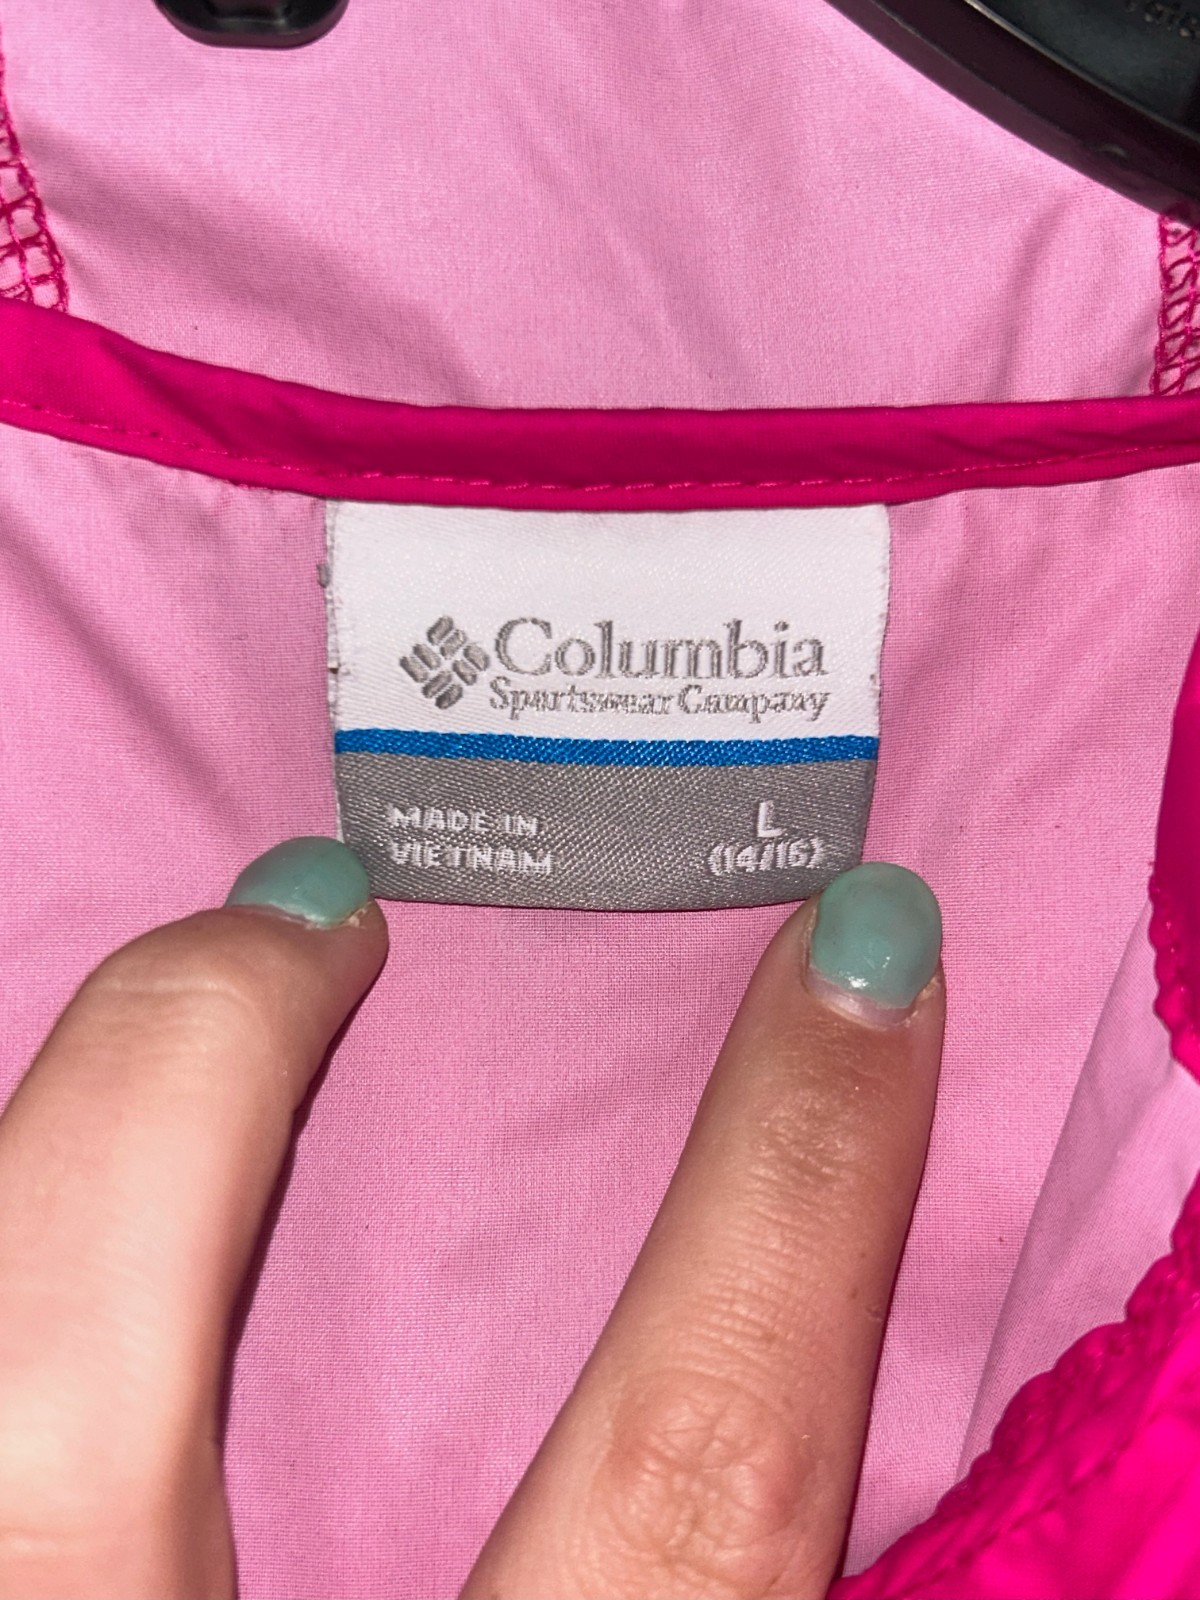 Columbia
Sportswear Company
MADE IN
VIETNAM
L
(14/16)